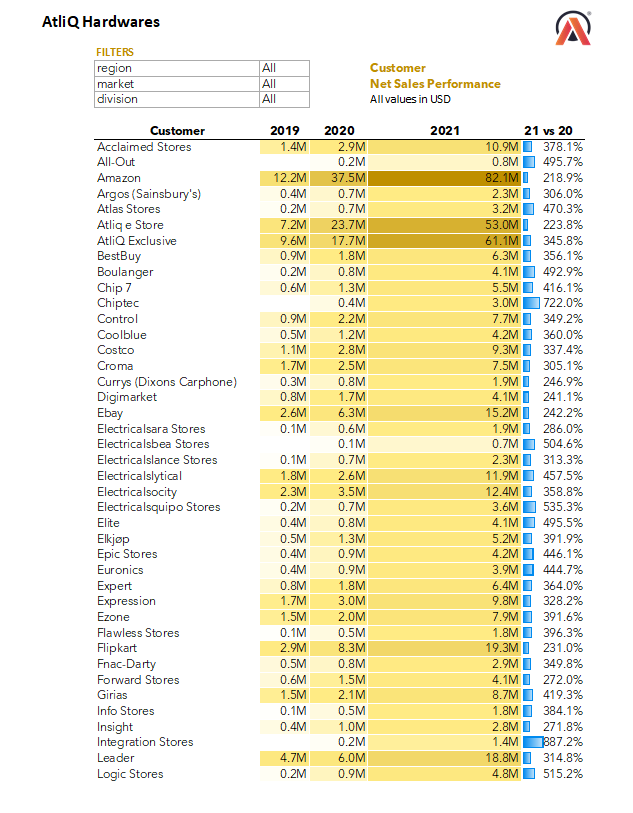 AtliQ Hardwares
FILTERS
region All
market All Customer
Net Sales Performance
division All All values in USD
Customer 2019 2020 2021 21 vs 20
Acclaimed Stores 1.4M 2.9M 10.9M 378.1%
All-Out 0.2M 0.8M 495.7%
Amazon 12.2M 37.5M 82.1M 218.9%
Argos (Sainsbury's) 0.4M 0.7M 2.3M 306.0%
Atlas Stores 0.2M 0.7M 3.2M 470.3%
Atliq e Store 7.2M 23.7M 53.0M 223.8%
AtliQ Exclusive 9.6M 17.7M 61.1M 345.8%
BestBuy 0.9M 1.8M 6.3M 356.1%
Boulanger 0.2M 0.8M 4.1M 492.9%
Chip 7 0.6M 1.3M 5.5M 416.1%
Chiptec 0.4M 3.0M 722.0%
Control 0.9M 2.2M 7.7M 349.2%
Coolblue 0.5M 1.2M 4.2M 360.0%
Costco 1.1M 2.8M 9.3M 337.4%
Croma 1.7M 2.5M 7.5M 305.1%
Currys (Dixons Carphone) 0.3M 0.8M 1.9M 246.9%
Digimarket 0.8M 1.7M 4.1M 241.1%
Ebay 2.6M 6.3M 15.2M 242.2%
Electricalsara Stores 0.1M 0.6M 1.9M 286.0%
Electricalsbea Stores 0.1M 0.7M 504.6%
Electricalslance Stores 0.1M 0.7M 2.3M 313.3%
Electricalslytical 1.8M 2.6M 11.9M 457.5%
Electricalsocity 2.3M 3.5M 12.4M 358.8%
Electricalsquipo Stores 0.2M 0.7M 3.6M 535.3%
Elite 0.4M 0.8M 4.1M 495.5%
Elkjøp 0.5M 1.3M 5.2M 391.9%
Epic Stores 0.4M 0.9M 4.2M 446.1%
Euronics 0.4M 0.9M 3.9M 444.7%
Expert 0.8M 1.8M 6.4M 364.0%
Expression 1.7M 3.0M 9.8M 328.2%
Ezone 1.5M 2.0M 7.9M 391.6%
Flawless Stores 0.1M 0.5M 1.8M 396.3%
Flipkart 2.9M 8.3M 19.3M 231.0%
Fnac-Darty 0.5M 0.8M 2.9M 349.8%
Forward Stores 0.6M 1.5M 4.1M 272.0%
Girias 1.5M 2.1M 8.7M 419.3%
Info Stores 0.1M 0.5M 1.8M 384.1%
Insight 0.4M 1.0M 2.8M 271.8%
Integration Stores 0.2M 1.4M 887.2%
Leader 4.7M 6.0M 18.8M 314.8%
Logic Stores 0.2M 0.9M 4.8M 515.2%